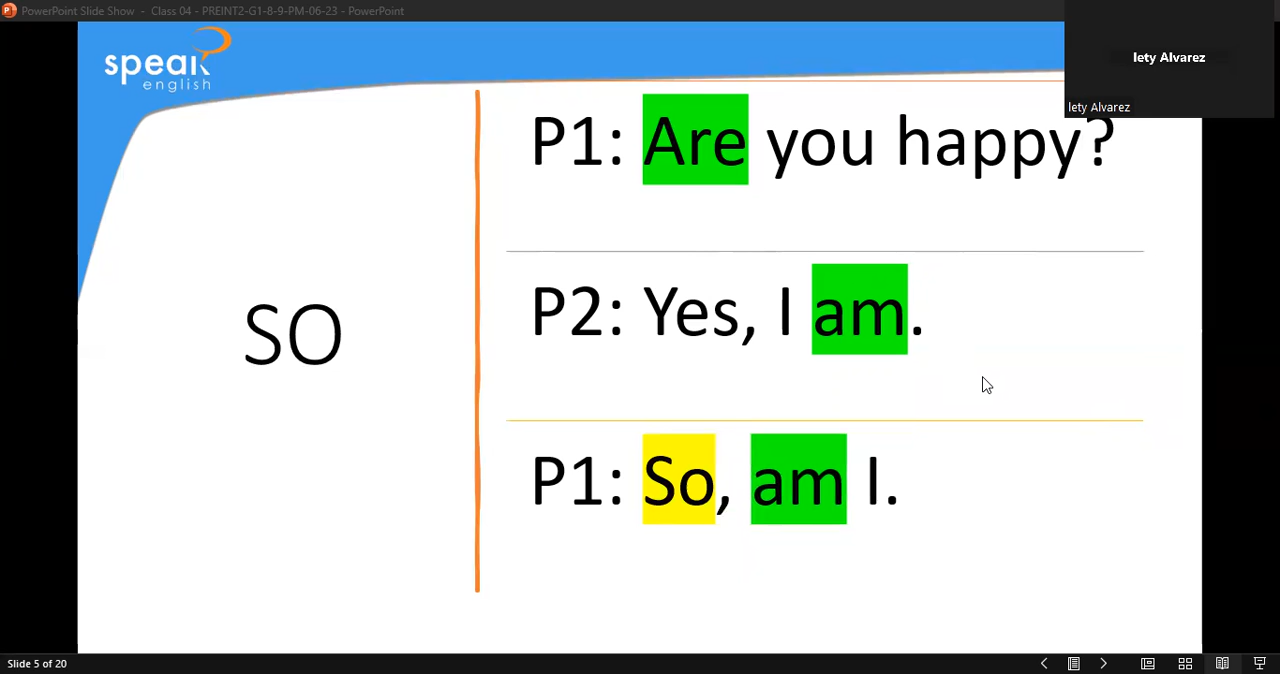 PowerPoint Slide Show - Class 04 - PREINT2-G1-8-9-PM-06-23 - PowerPoint
lety Alvarez
lety Alvarez
speak
english
P1: Are you happy?
P2: Yes, I am.
SO
P1: So, am I.
Slide 5 of 20